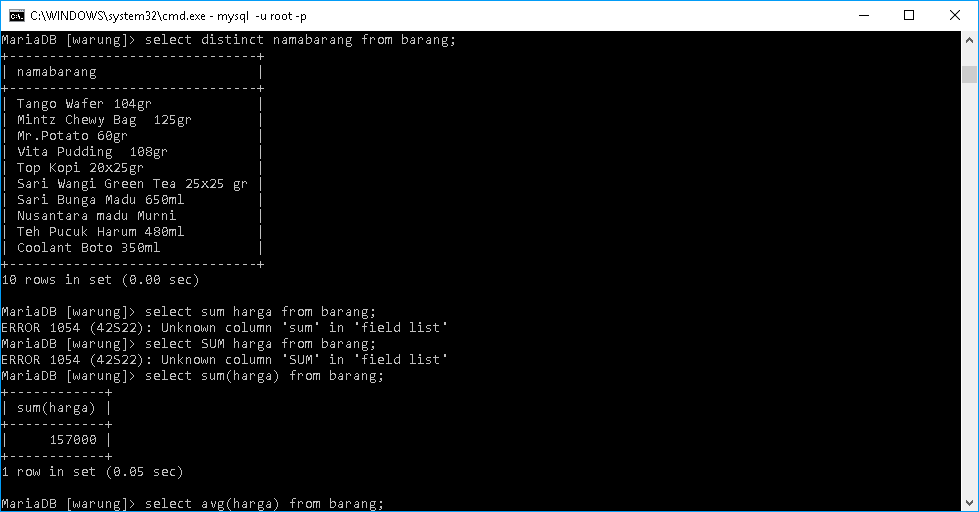 C:\WINDOWS\system32\cmd.exe - mysql  -u root -p
MariaDB [warung]> select distinct namabarang from barang;
+------------------------------+
| namabarang                   |
+------------------------------+
| Tango Wafer 104gr            |
| Mintz Chewy Bag  125gr       |
| Mr.Potato 60gr               |
| Vita Pudding  108gr          |
| Top Kopi 20x25gr             |
| Sari Wangi Green Tea 25x25 gr |
| Sari Bunga Madu 650ml        |
| Nusantara madu Murni         |
| Teh Pucuk Harum 480ml        |
| Coolant Boto 350ml           |
+------------------------------+
10 rows in set (0.00 sec)
MariaDB [warung]> select sum harga from barang;
ERROR 1054 (42S22): Unknown column 'sum' in 'field list'
MariaDB [warung]> select SUM harga from barang;
ERROR 1054 (42S22): Unknown column 'SUM' in 'field list'
MariaDB [warung]> select sum(harga) from barang;
+------------+
| sum(harga) |
+------------+
|     157000 |
+------------+
1 row in set (0.05 sec)
MariaDB [warung]> select avg(harga) from barang;